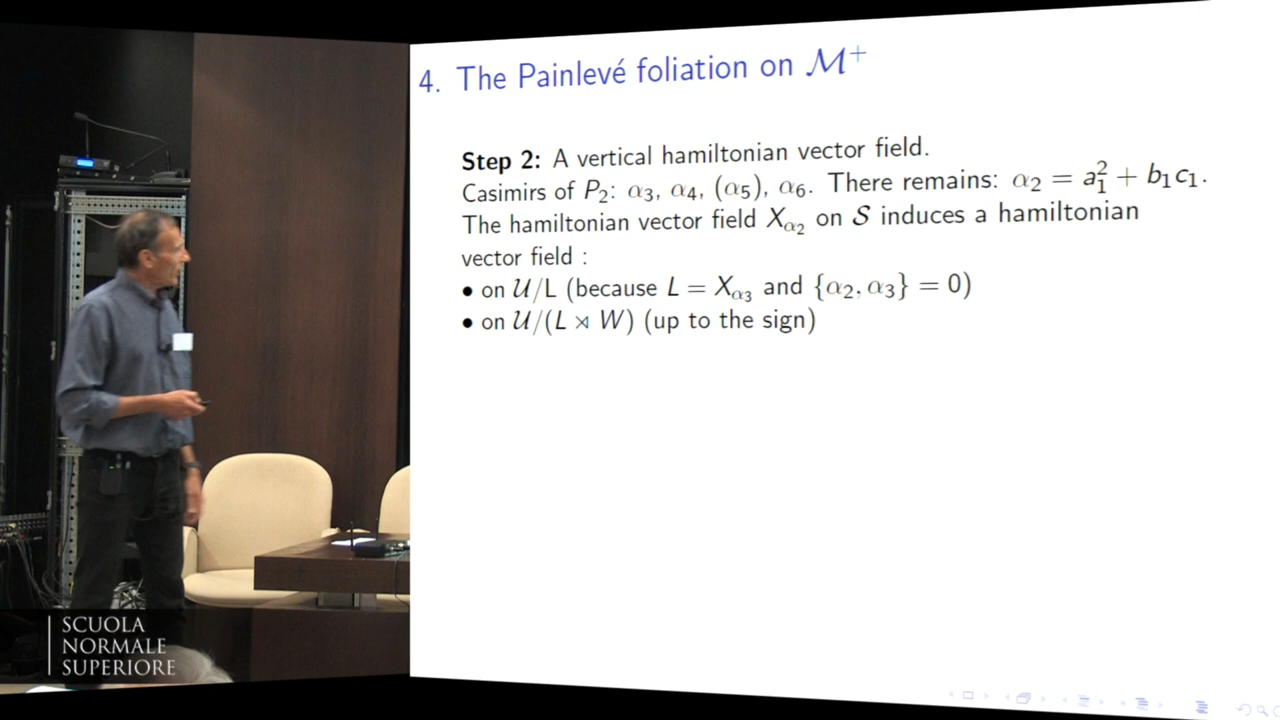 4. The Painlevé foliation on ℳ⁺
Step 2: A vertical hamiltonian vector field.
Casimirs of P₂: α₃, α₄, (α₅), α₆. There remains: α₂ = a₁² + b₁c₁.
The hamiltonian vector field X_{α₂} on 𝒮 induces a hamiltonian
vector field :
• on 𝒰/L (because L = X_{α₃} and {α₂, α₃} = 0)
• on 𝒰/(L ⋊ W) (up to the sign)
SCUOLA
NORMALE
SUPERIORE